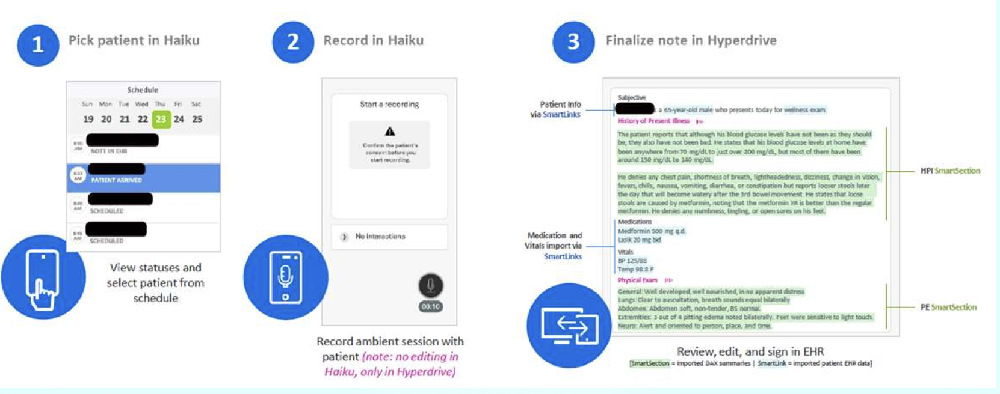 1
Pick patient in Haiku
Schedule
Sun Mon Tue Wed Thu Fri Sat
19 20 21 22 23 24 25
8:00
AM
NOTE IN EHR
8:15
AM
PATIENT ARRIVED
8:30
AM
SCHEDULED
8:45
AM
SCHEDULED
View statuses and
select patient from
schedule
2
Record in Haiku
Start a recording
Confirm the patient's
consent before you
start recording.
No interactions
00:10
Record ambient session with
patient (note: no editing in
Haiku, only in Hyperdrive)
3
Finalize note in Hyperdrive
Patient Info
via SmartLinks
Medication and
Vitals import via
SmartLinks
Subjective
a 65-year-old male who presents today for wellness exam.
History of Present Illness
The patient reports that although his blood glucose levels have not been as they should
be, they also have not been bad. He states that his blood glucose levels at home have
been anywhere from 70 mg/dL to just over 200 mg/dL, but most of them have been
around 130 mg/dL to 140 mg/dL.
He denies any chest pain, shortness of breath, lightheadedness, dizziness, change in vision,
fevers, chills, nausea, vomiting, diarrhea, or constipation but reports looser stools later
the day that will become watery after the 3rd bowel movement. He states that loose
stools are caused by metformin, noting that the metformin XR is better than the regular
metformin. He denies any numbness, tingling, or open sores on his feet.
Medications
Medformin 500 mg q.d.
Lasik 20 mg bid
Vitals
BP 125/88
Temp 98.8 F
Physical Exam
General: Well developed, well nourished, in no apparent distress
Lungs: Clear to auscultation, breath sounds equal bilaterally
Abdomen: Abdomen soft, non-tender, BS normal.
Extremities: 3 out of 4 pitting edema noted bilaterally. Feet were sensitive to light touch.
Neuro: Alert and oriented to person, place, and time.
HPI SmartSection
PE SmartSection
Review, edit, and sign in EHR
[SmartSection = imported DAX summaries | SmartLink = imported patient EHR data]